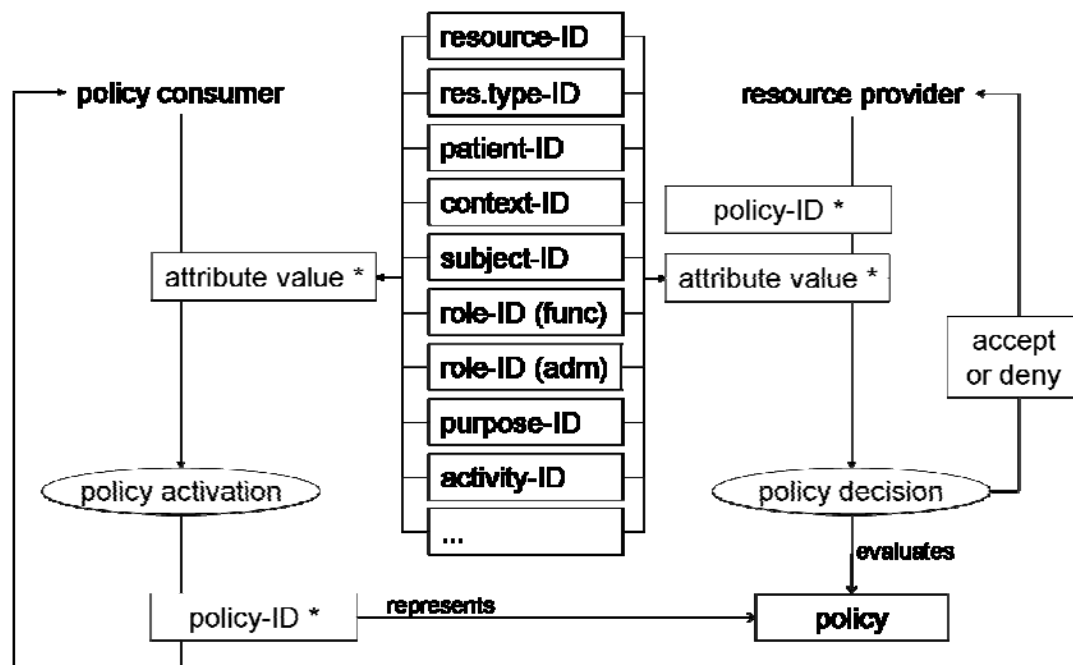 resource-ID
policy consumer
res.type-ID
resource provider
patient-ID
context-ID
policy-ID *
subject-ID
attribute value *
attribute value *
role-ID (func)
role-ID (adm)
accept
or deny
purpose-ID
activity-ID
policy activation
policy decision
...
evaluates
policy-ID *
represents
policy